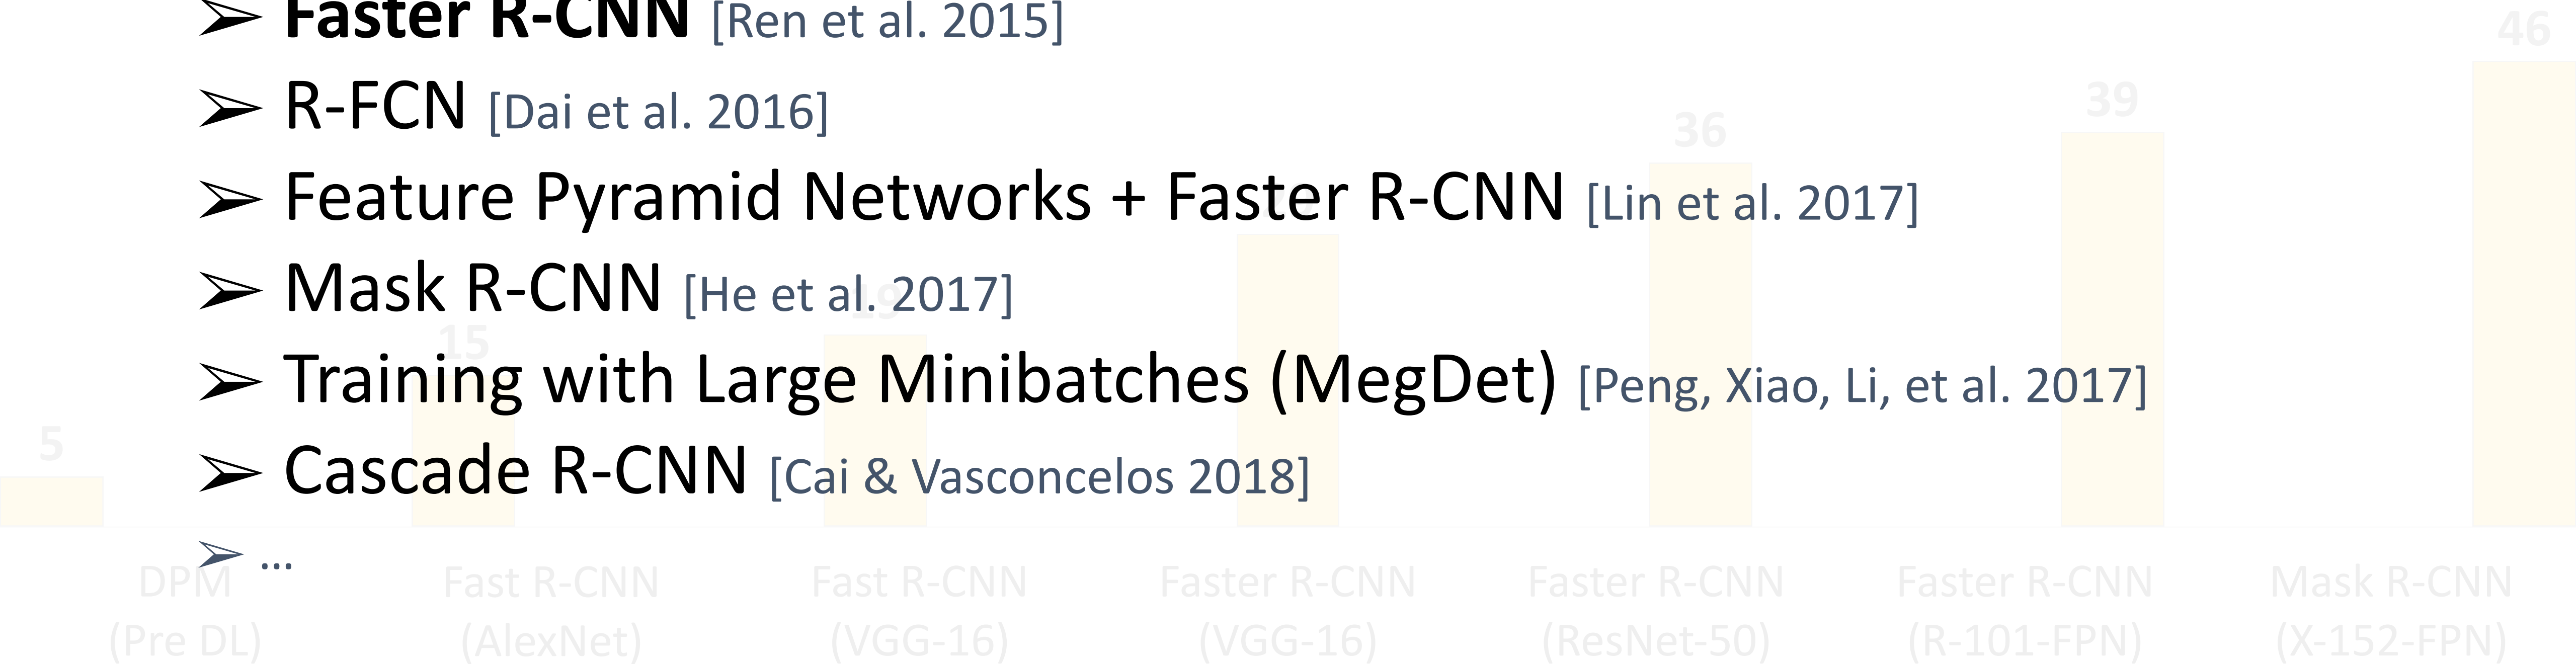 ➢ Faster R-CNN [Ren et al. 2015]
➢ R-FCN [Dai et al. 2016]
➢ Feature Pyramid Networks + Faster R-CNN [Lin et al. 2017]
➢ Mask R-CNN [He et al. 2017]
➢ Training with Large Minibatches (MegDet) [Peng, Xiao, Li, et al. 2017]
➢ Cascade R-CNN [Cai & Vasconcelos 2018]
➢ ...
5 15 19 36 39 46
DPM Fast R-CNN Fast R-CNN Faster R-CNN Faster R-CNN Faster R-CNN Mask R-CNN
(Pre DL) (AlexNet) (VGG-16) (VGG-16) (ResNet-50) (R-101-FPN) (X-152-FPN)